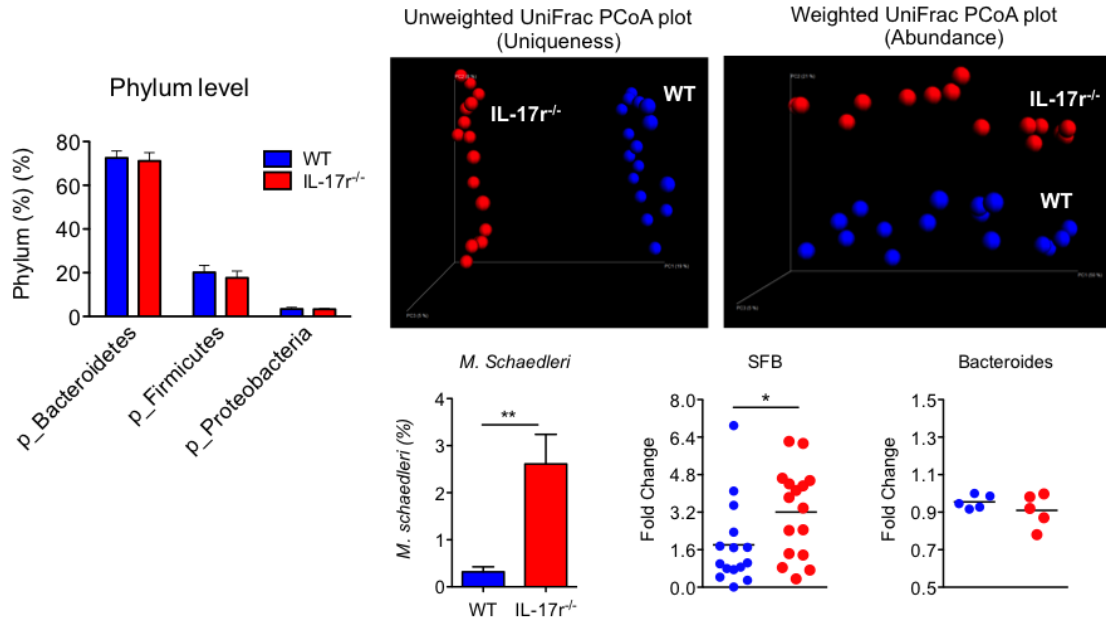 Phylum level
Phylum (%) (%)
80
60
40
20
0
WT
IL-17r-/-
p_Bacteroidetes
p_Firmicutes
p_Proteobacteria
Unweighted UniFrac PCoA plot
(Uniqueness)
IL-17r-/-
WT
Weighted UniFrac PCoA plot
(Abundance)
IL-17r-/-
WT
M. Schaedleri
M. schaedleri (%)
4
3
2
1
0
**
WT
IL-17r-/-
SFB
Fold Change
8.0
6.4
4.8
3.2
1.6
0.0
*
Bacteroides
Fold Change
1.5
1.3
1.1
0.9
0.7
0.5